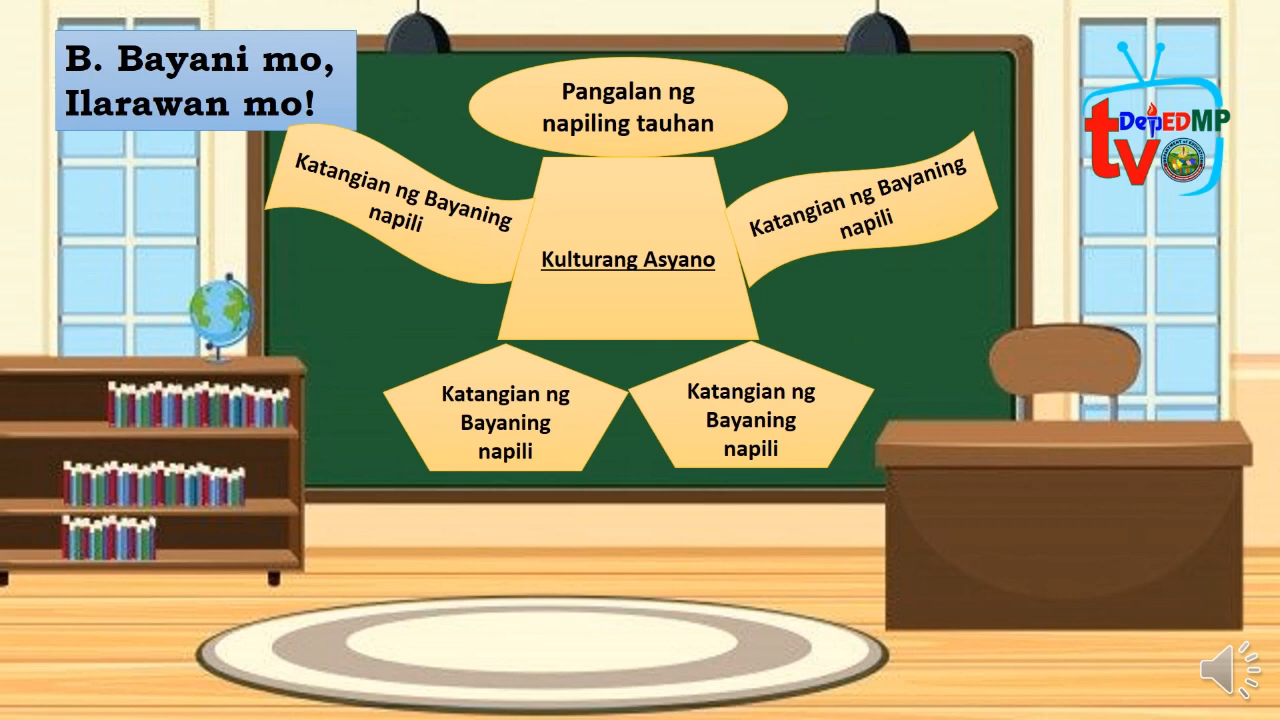 B. Bayani mo,
Ilarawan mo!
Pangalan ng
napiling tauhan
Katangian ng Bayaning
napili
Kulturang Asyano
Katangian ng Bayaning
napili
Katangian ng
Bayaning
napili
Katangian ng
Bayaning
napili
DepEDMP
tv